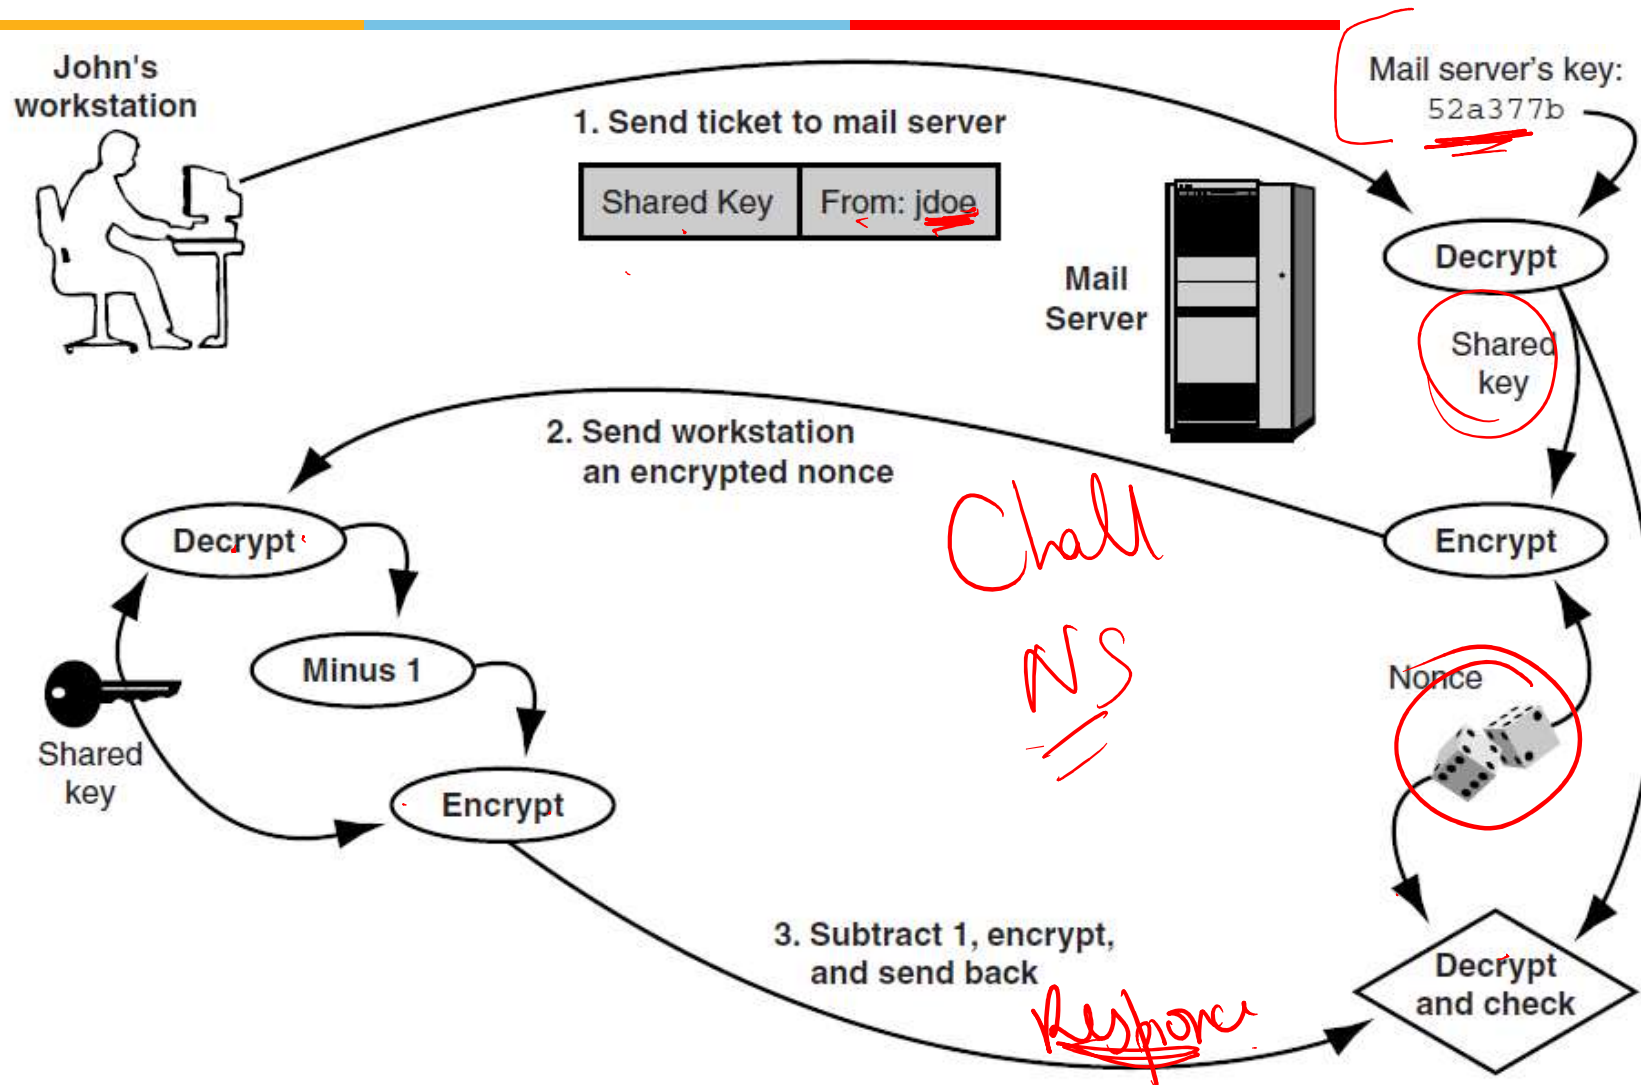 John's
workstation
1. Send ticket to mail server
Shared Key
From: jdoe
Mail server's key:
52a377b
Decrypt
Mail
Server
Shared
key
2. Send workstation
an encrypted nonce
Decrypt
Chall
Encrypt
NS
Minus 1
Nonce
Shared
key
Encrypt
3. Subtract 1, encrypt,
and send back
Response
Decrypt
and check